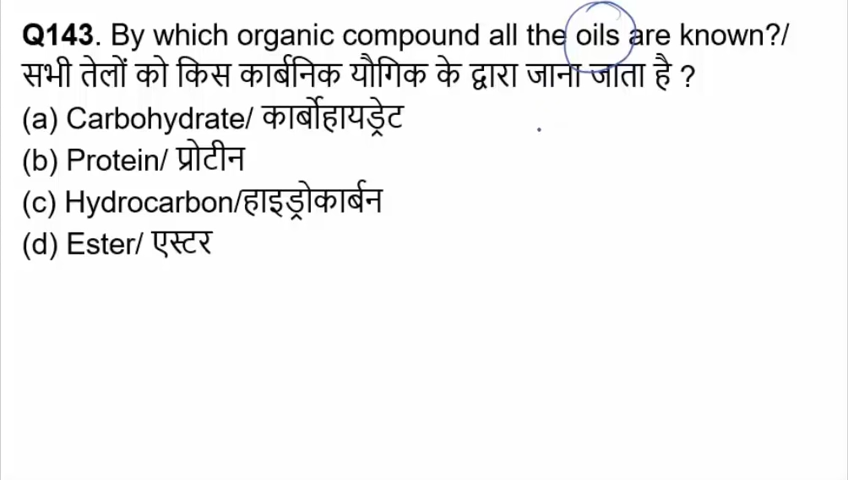 Q143. By which organic compound all the oils are known?/
सभी तेलों को किस कार्बनिक यौगिक के द्वारा जाना जाता है ?
(a) Carbohydrate/ कार्बोहायड्रेट
(b) Protein/ प्रोटीन
(c) Hydrocarbon/हाइड्रोकार्बन
(d) Ester/ एस्टर